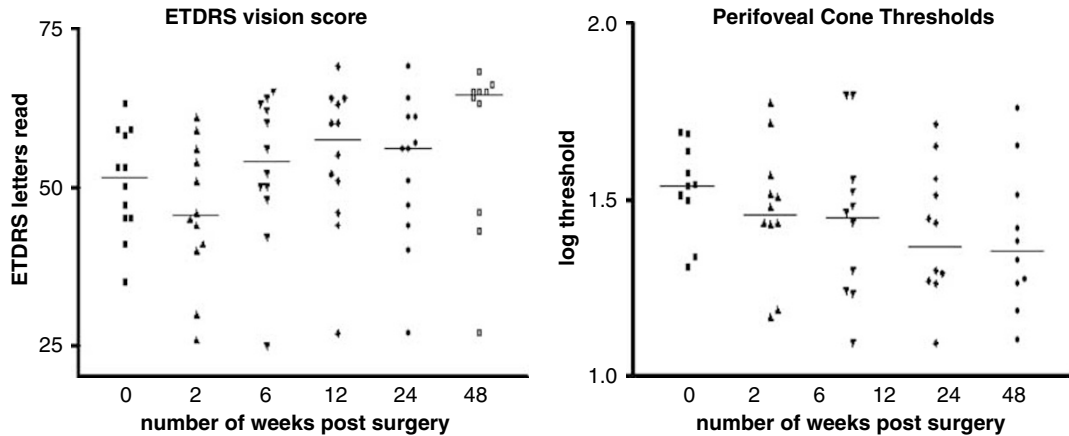 ETDRS vision score
75
50
25
ETDRS letters read
0 2 6 12 24 48
number of weeks post surgery
Perifoveal Cone Thresholds
2.0
1.5
1.0
log threshold
0 2 6 12 24 48
number of weeks post surgery